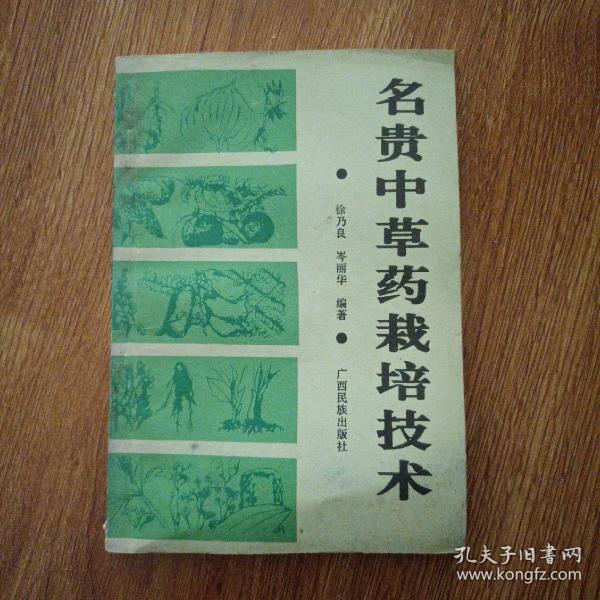 名贵中草药栽培技术
徐乃良 岑丽华 编著
广西民族出版社
孔夫子旧书网
www.kongfz.com